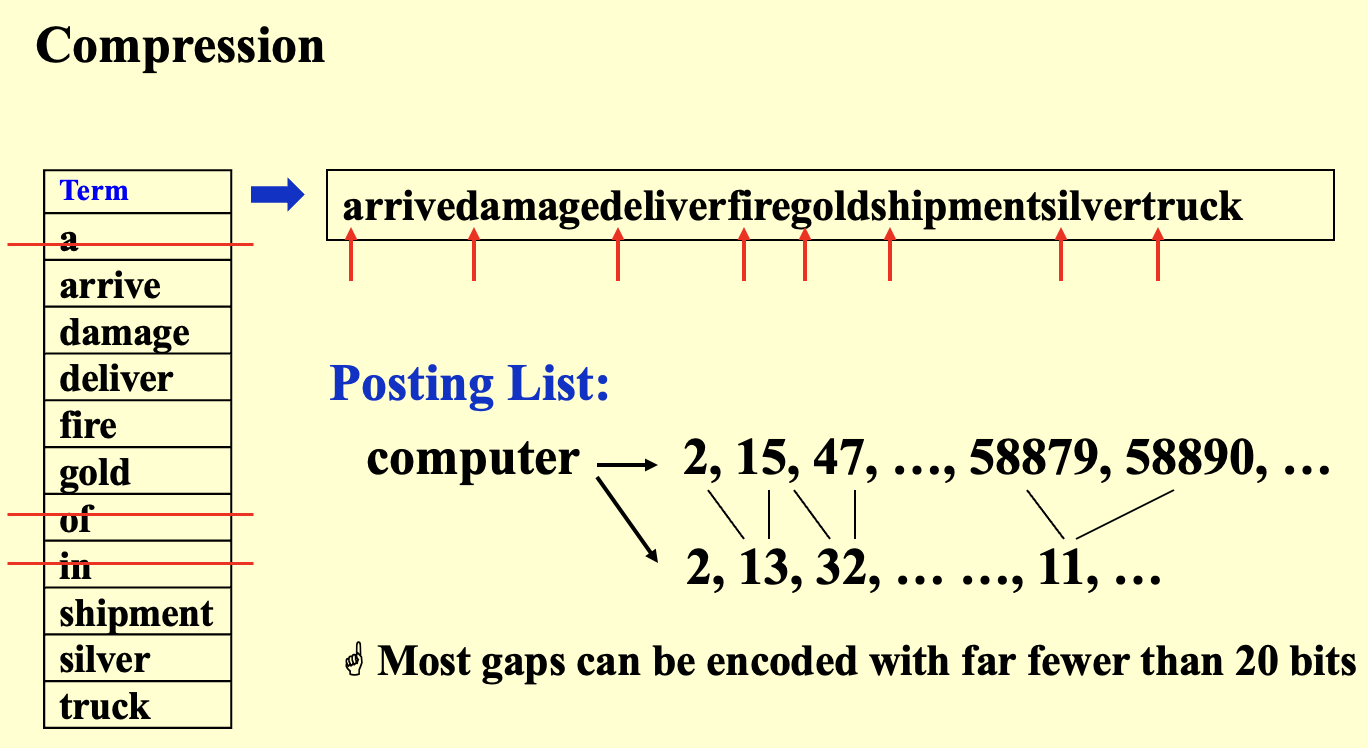 Compression
Term
a
arrive
damage
deliver
fire
gold
of
in
shipment
silver
truck
arrivedamagedeliverfiregoldshipmentsilvertruck
Posting List:
computer 2, 15, 47, …, 58879, 58890, …
2, 13, 32, … …, 11, …
☝ Most gaps can be encoded with far fewer than 20 bits